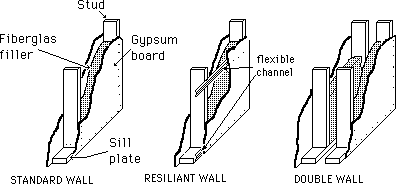 Stud
Fiberglas
filler
Gypsum
board
flexible
channel
Sill
plate
STANDARD WALL
RESILIANT WALL
DOUBLE WALL